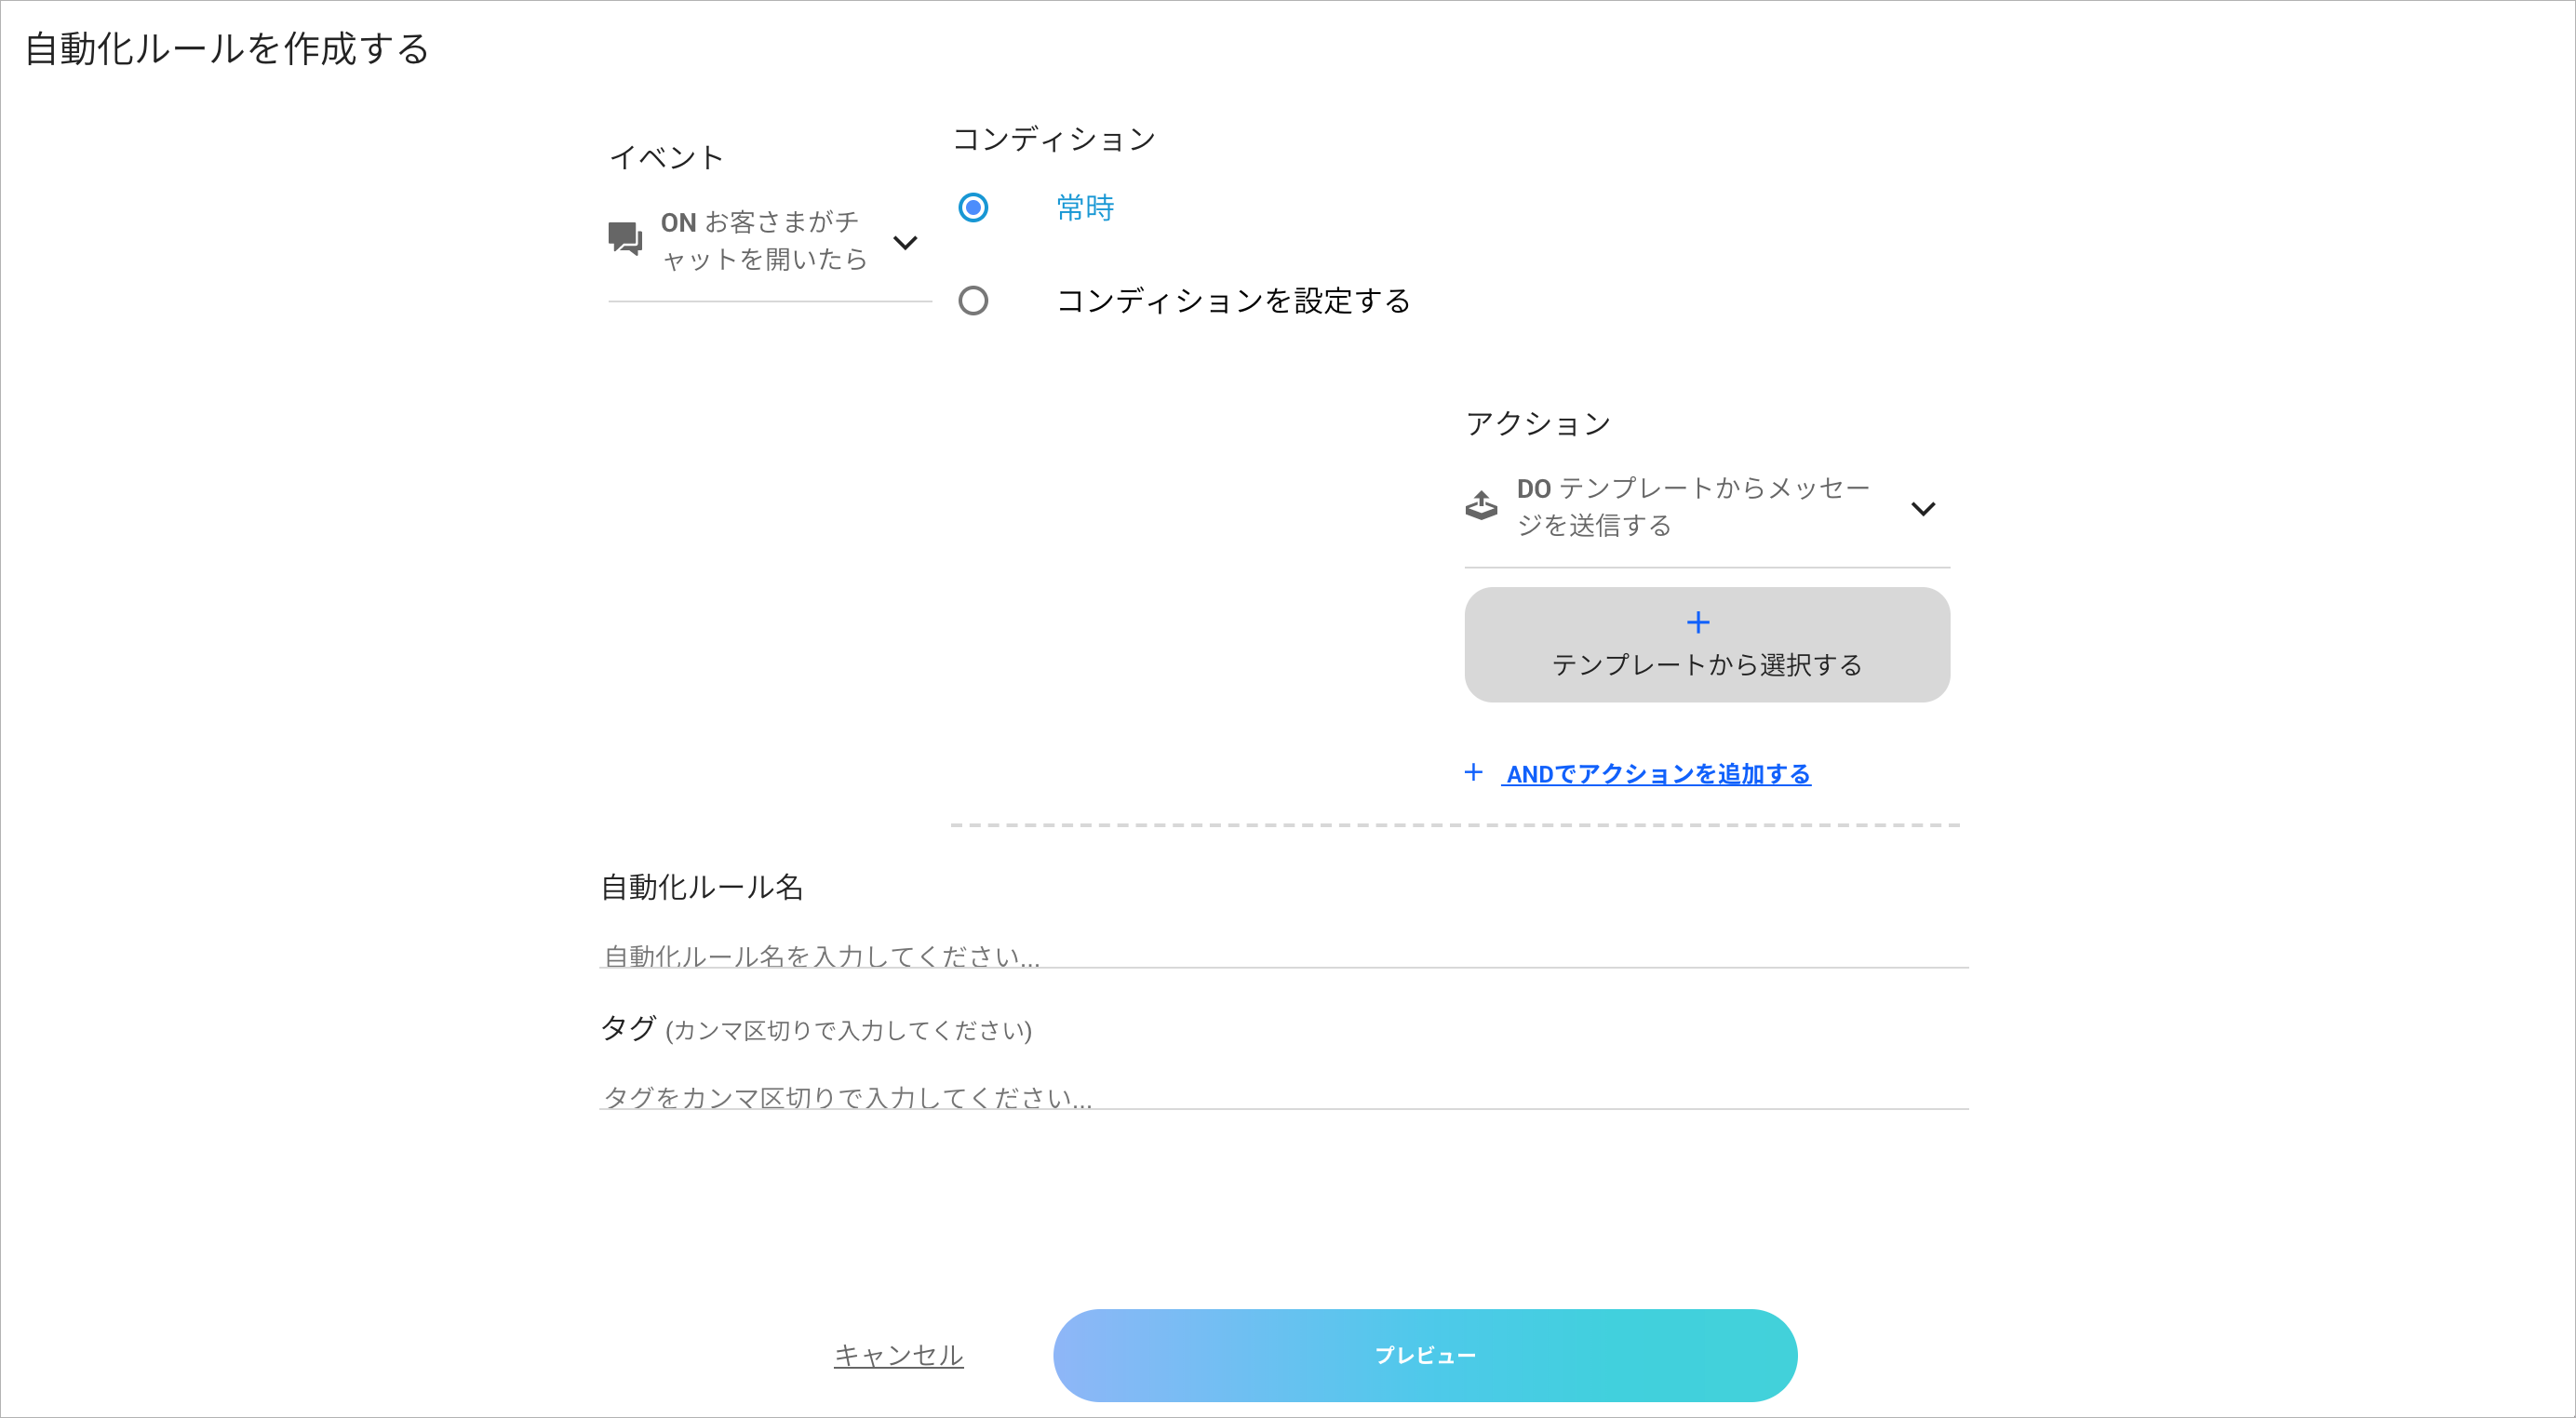 自動化ルールを作成する
イベント
ON お客さまがチ
ャットを開いたら
コンディション
常時
コンディションを設定する
アクション
DO テンプレートからメッセー
ジを送信する
+
テンプレートから選択する
+ ANDでアクションを追加する
自動化ルール名
自動化ルール名を入力してください...
タグ (カンマ区切りで入力してください)
タグをカンマ区切りで入力してください...
キャンセル
プレビュー